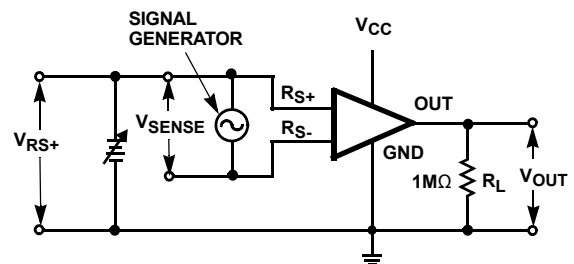 SIGNAL
GENERATOR
VCC
RS+
OUT
VSENSE
RS-
VRS+
GND
1MΩ
RL
VOUT